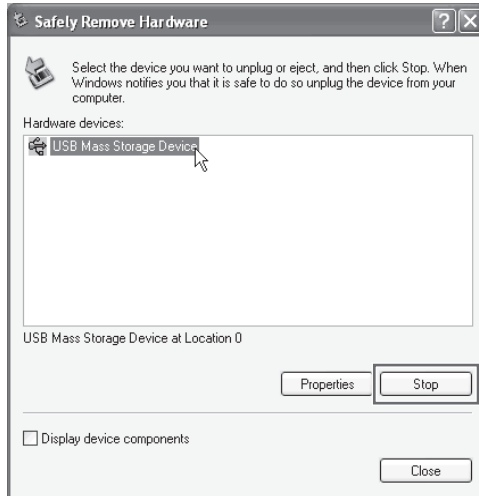 Safely Remove Hardware
Select the device you want to unplug or eject, and then click Stop. When
Windows notifies you that it is safe to do so unplug the device from your
computer.
Hardware devices:
USB Mass Storage Device
USB Mass Storage Device at Location 0
Properties
Stop
Display device components
Close